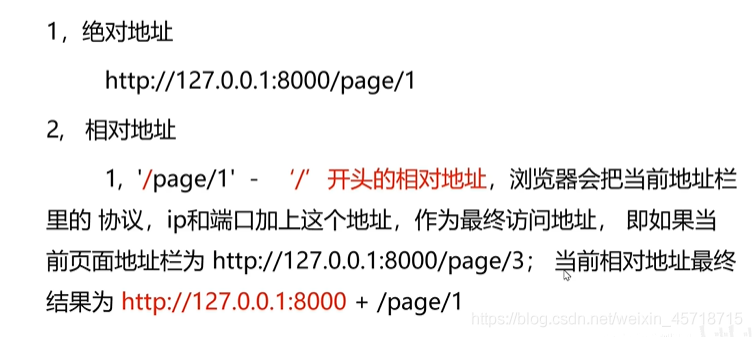 1，绝对地址
http://127.0.0.1:8000/page/1
2， 相对地址
1，'/page/1' - ‘/’ 开头的相对地址，浏览器会把当前地址栏
里的 协议，ip和端口加上这个地址，作为最终访问地址， 即如果当
前页面地址栏为 http://127.0.0.1:8000/page/3； 当前相对地址最终
结果为 http://127.0.0.1:8000 + /page/1
https://blog.csdn.net/weixin_45718715